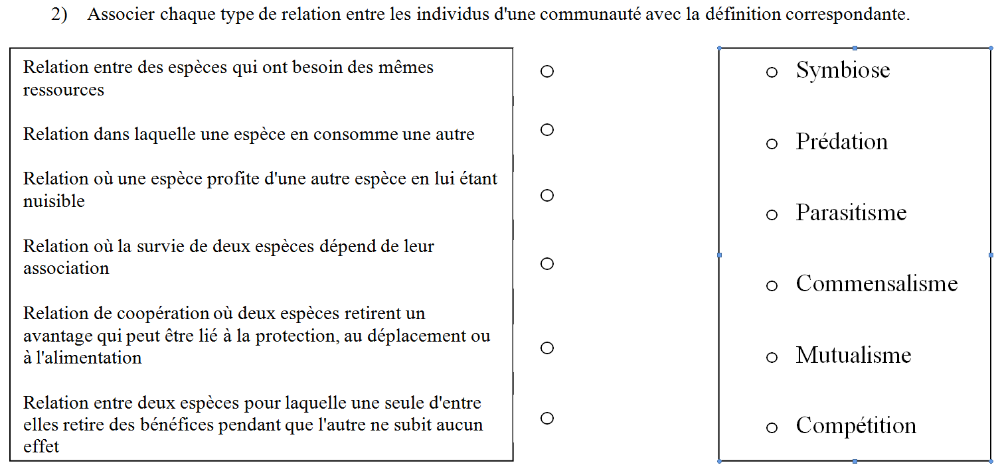 2) Associer chaque type de relation entre les individus d'une communauté avec la définition correspondante.
Relation entre des espèces qui ont besoin des mêmes
ressources
Relation dans laquelle une espèce en consomme une autre
Relation où une espèce profite d'une autre espèce en lui étant
nuisible
Relation où la survie de deux espèces dépend de leur
association
Relation de coopération où deux espèces retirent un
avantage qui peut être lié à la protection, au déplacement ou
à l'alimentation
Relation entre deux espèces pour laquelle une seule d'entre
elles retire des bénéfices pendant que l'autre ne subit aucun
effet
Symbiose
Prédation
Parasitisme
Commensalisme
Mutualisme
Compétition